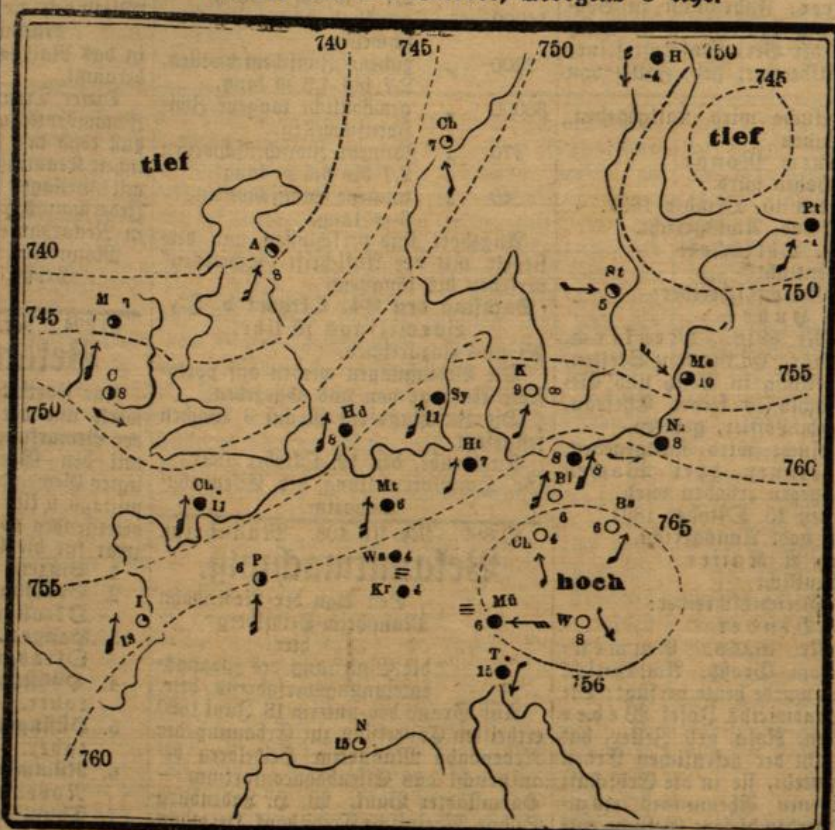 740 745 750 750
H
-4
745
tief
tief
Ch
7
Pt
A
8
St
5
740
750
M 7
745
C 8
Me
10
755
K
9 ∞
750
Sy
11
Hd
8
N
8
Ht
7
8
8
760
Ch
11
Mt
6
Bl
6
Bs
6
765
Ch
4
Wa 4
P
6
hoch
755
Kr 4
I
13
Mü
6
W
8
756
T
15
N
15
760